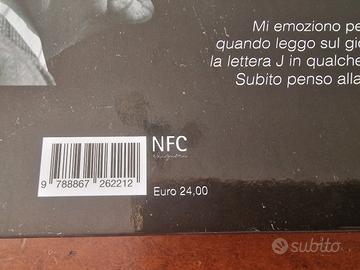 Mi emoziono pe
quando leggo sul gio
la lettera J in qualche
Subito penso alla
NFC
9 788867 262212
Euro 24,00
subito